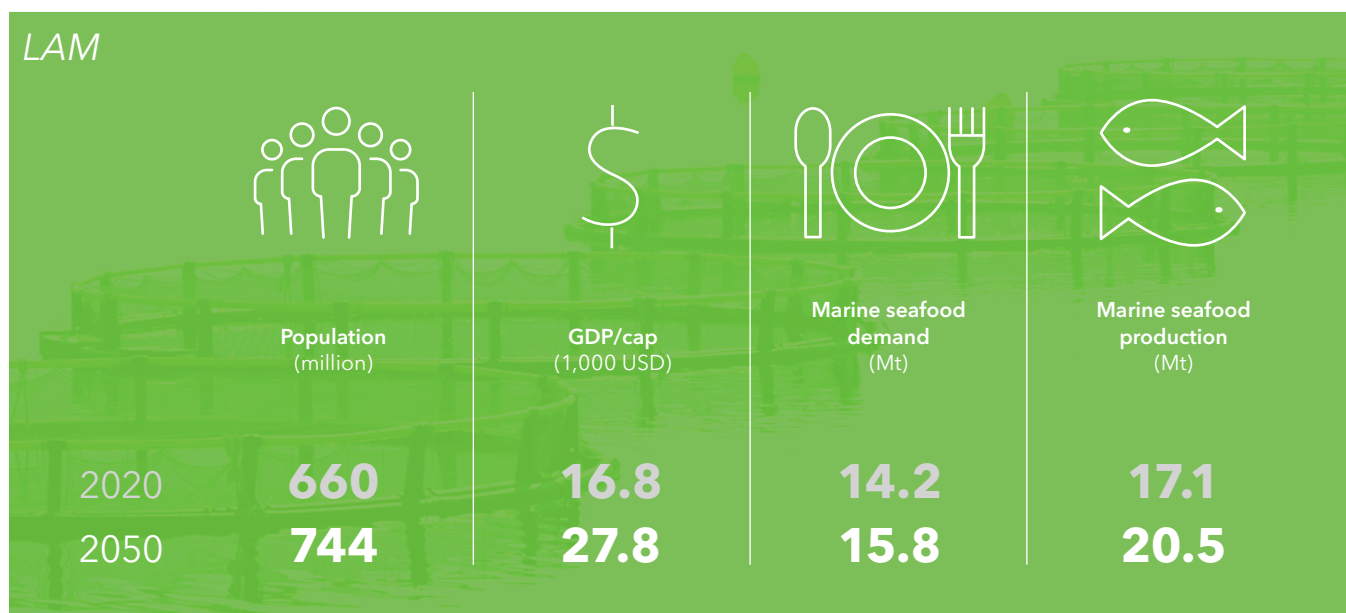 LAM
Population
(million)
GDP/cap
(1,000 USD)
Marine seafood
demand
(Mt)
Marine seafood
production
(Mt)
2020 660 16.8 14.2 17.1
2050 744 27.8 15.8 20.5